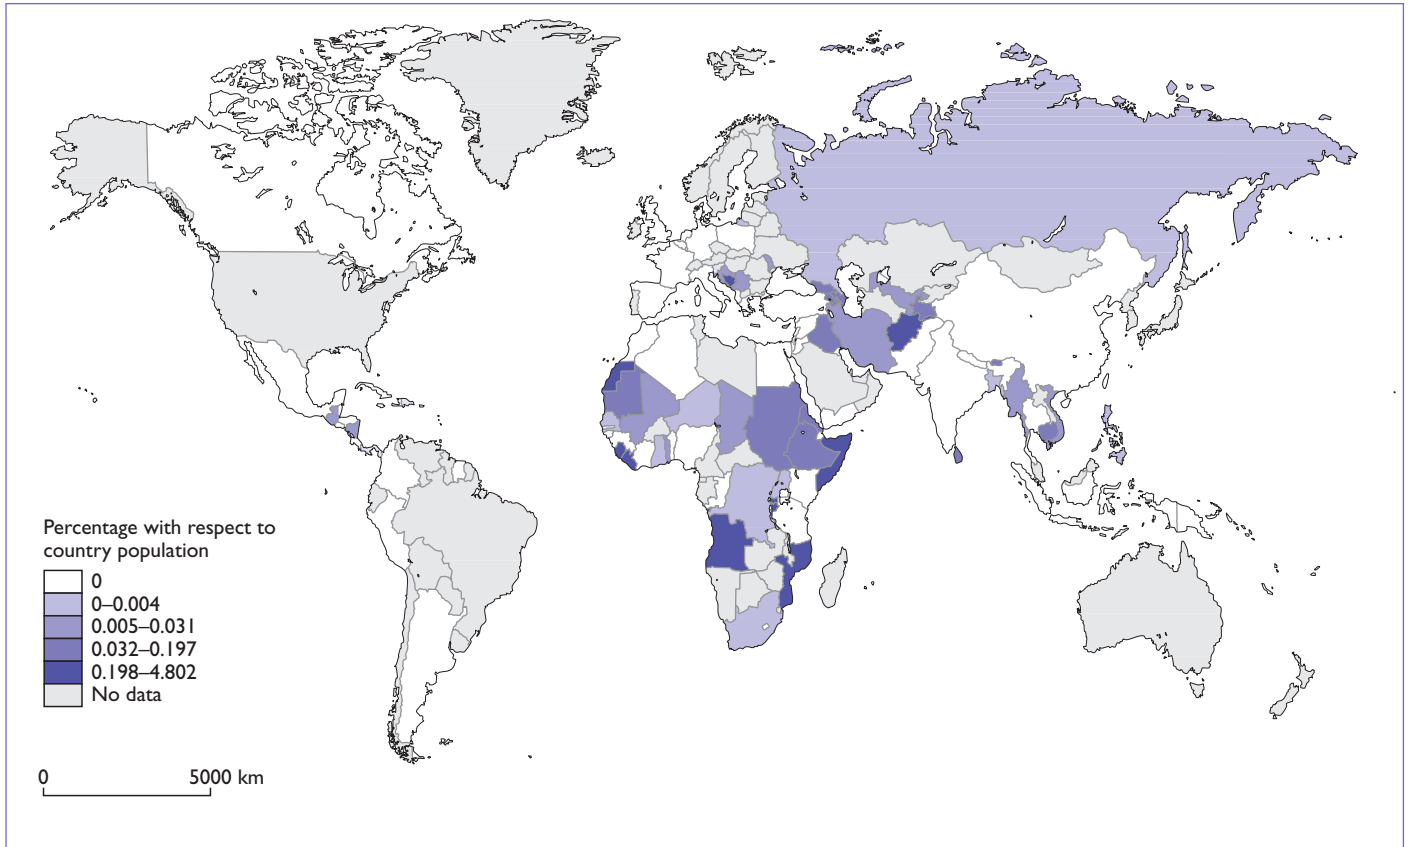 Percentage with respect to
country population
0
0–0.004
0.005–0.031
0.032–0.197
0.198–4.802
No data
0 5000 km